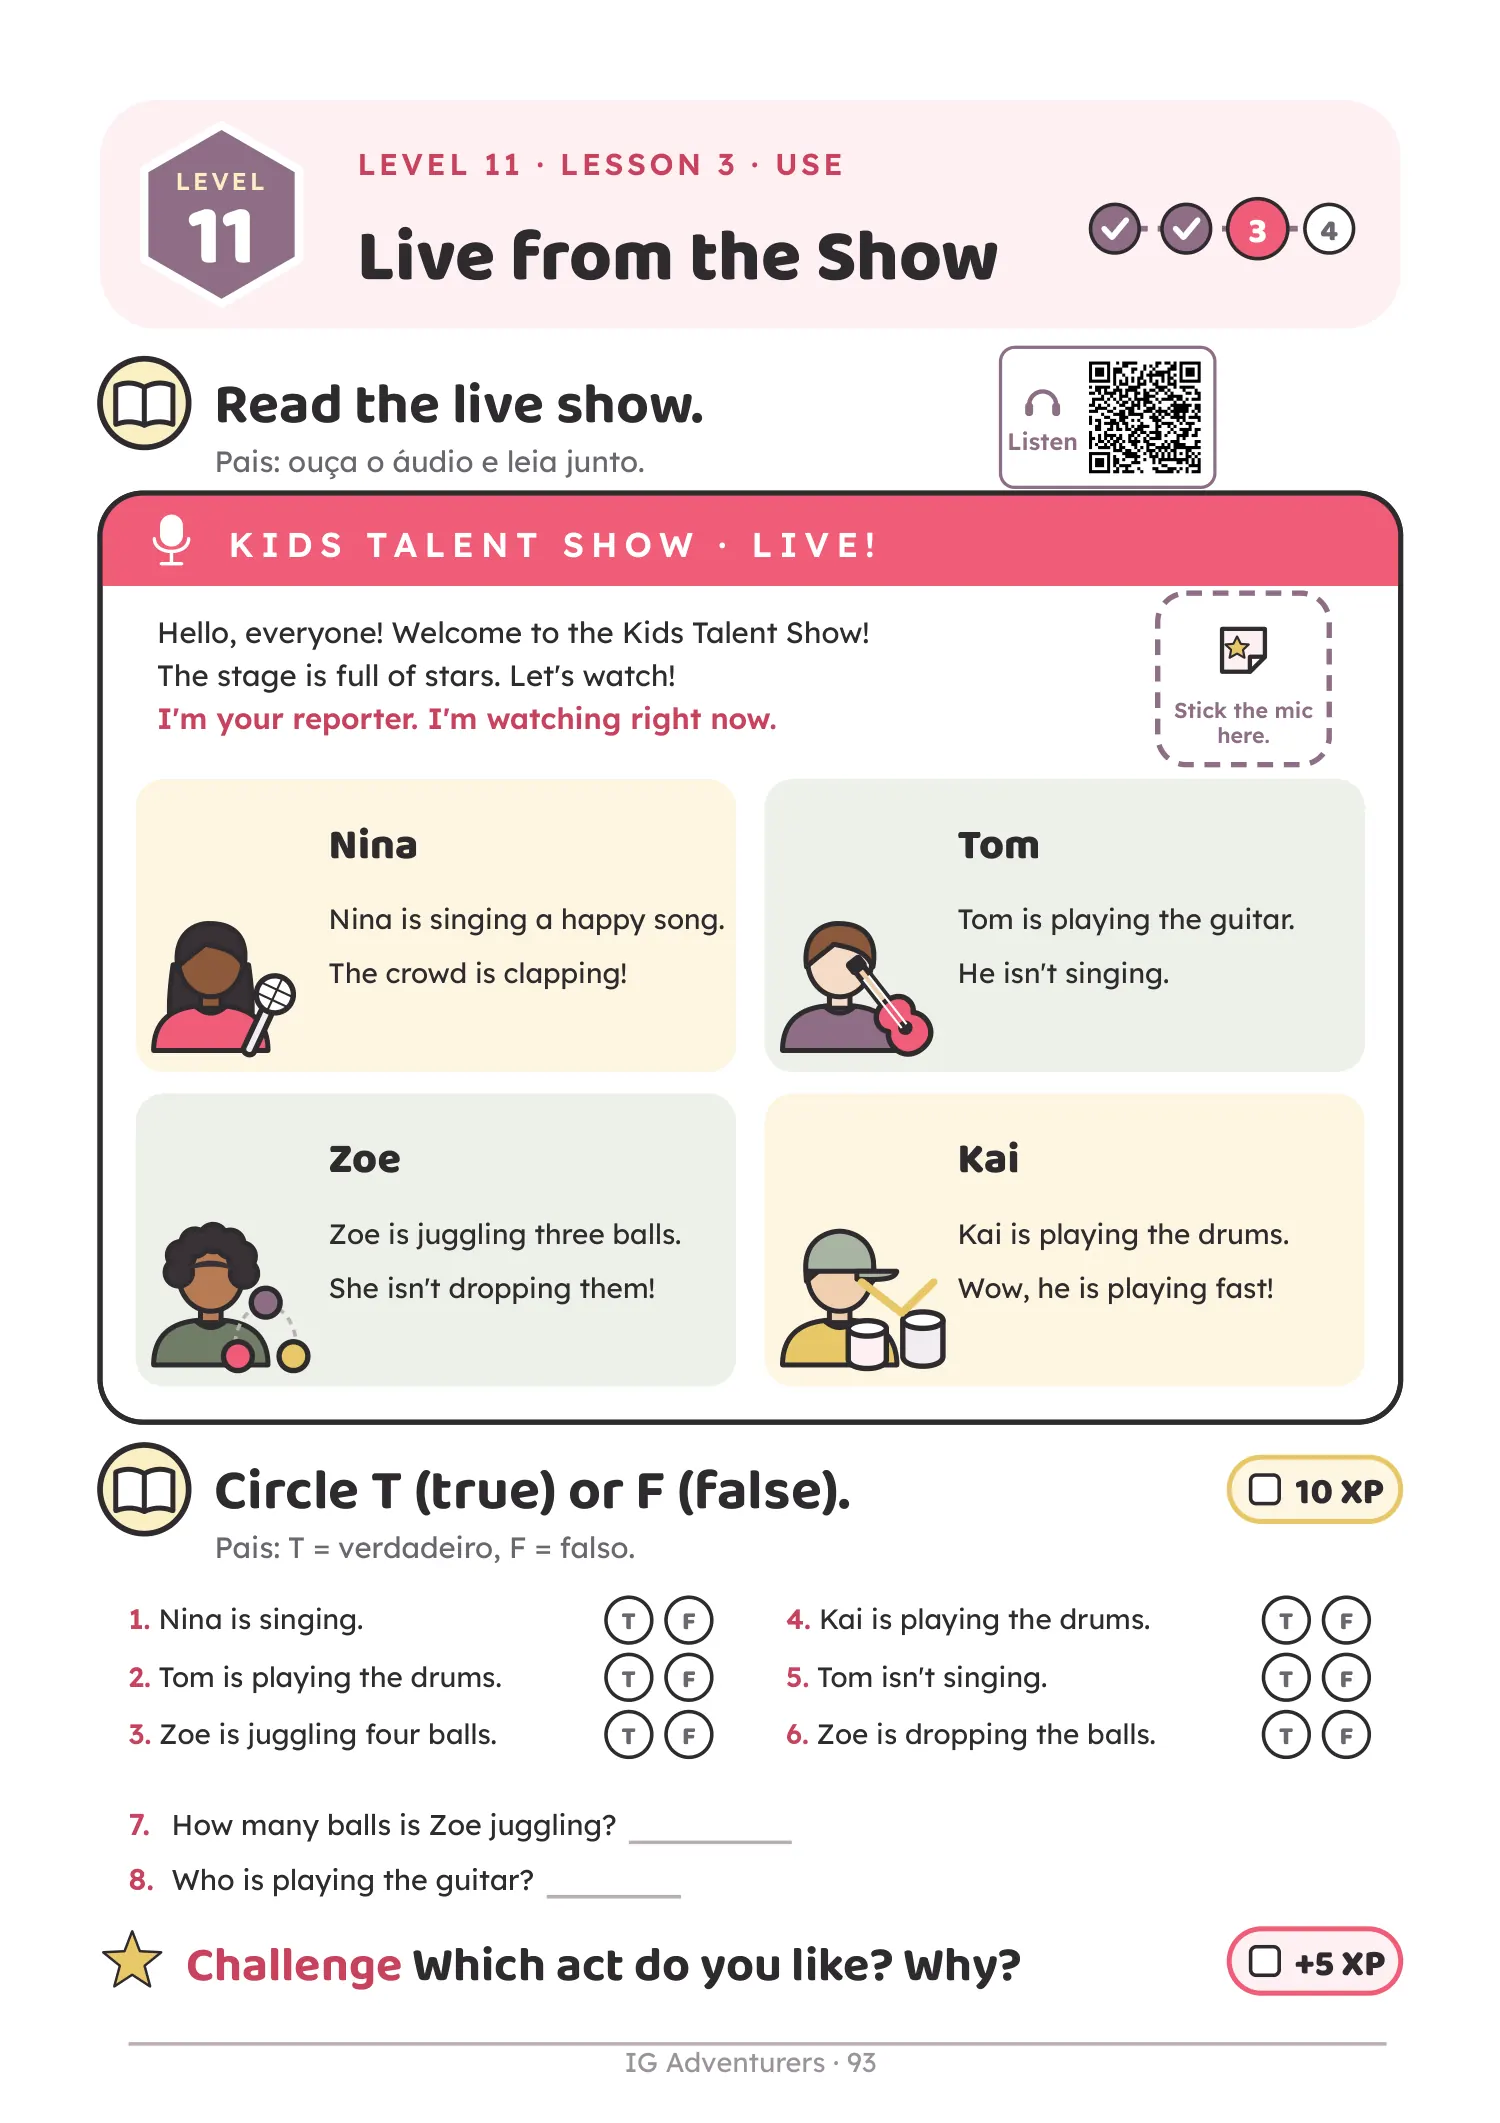 LEVEL
11
LEVEL 11 · LESSON 3 · USE
Live from the Show
3
4
Read the live show.
Pais: ouça o áudio e leia junto.
Listen
KIDS TALENT SHOW · LIVE!
Hello, everyone! Welcome to the Kids Talent Show!
The stage is full of stars. Let's watch!
I'm your reporter. I'm watching right now.
Stick the mic
here.
Nina
Nina is singing a happy song.
The crowd is clapping!
Tom
Tom is playing the guitar.
He isn't singing.
Zoe
Zoe is juggling three balls.
She isn't dropping them!
Kai
Kai is playing the drums.
Wow, he is playing fast!
Circle T (true) or F (false).
10 XP
Pais: T = verdadeiro, F = falso.
1. Nina is singing. T F
2. Tom is playing the drums. T F
3. Zoe is juggling four balls. T F
4. Kai is playing the drums. T F
5. Tom isn't singing. T F
6. Zoe is dropping the balls. T F
7. How many balls is Zoe juggling?
8. Who is playing the guitar?
Challenge Which act do you like? Why?
+5 XP
IG Adventurers · 93